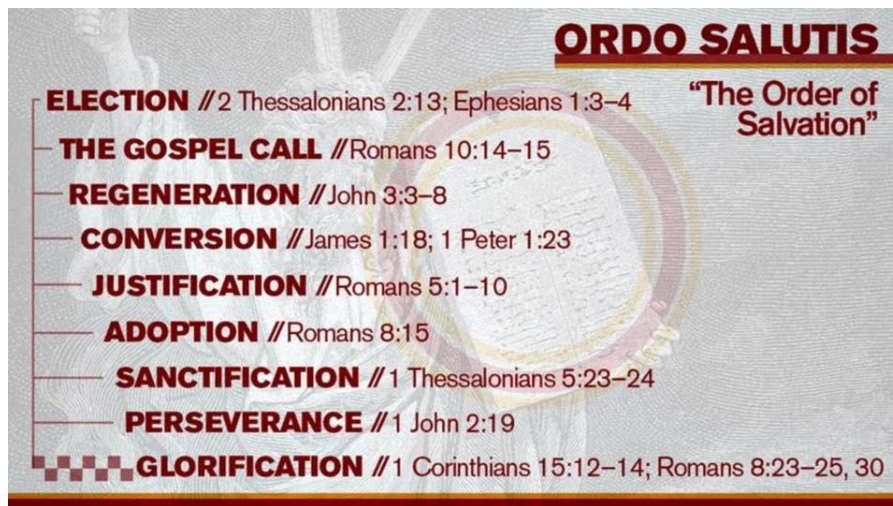 ORDO SALUTIS
"The Order of
Salvation"
ELECTION // 2 Thessalonians 2:13; Ephesians 1:3–4
THE GOSPEL CALL // Romans 10:14–15
REGENERATION // John 3:3–8
CONVERSION // James 1:18; 1 Peter 1:23
JUSTIFICATION // Romans 5:1–10
ADOPTION // Romans 8:15
SANCTIFICATION // 1 Thessalonians 5:23–24
PERSEVERANCE // 1 John 2:19
GLORIFICATION // 1 Corinthians 15:12–14; Romans 8:23–25, 30